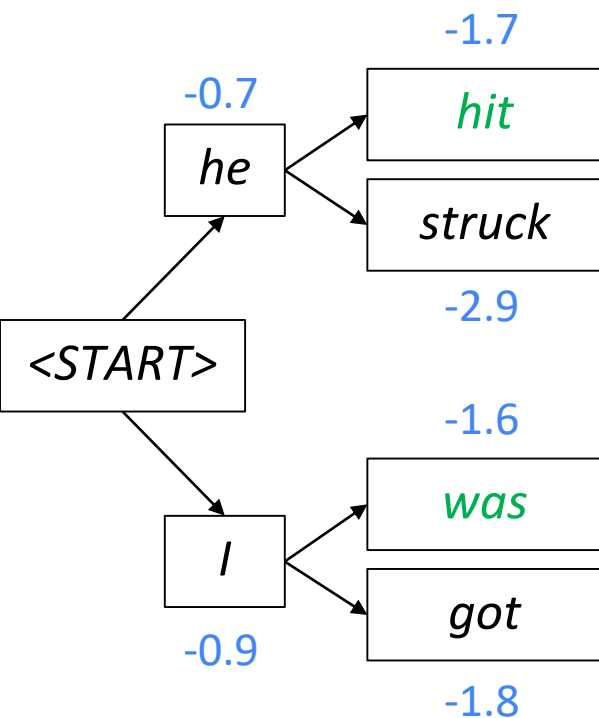 -1.7
-0.7
hit
he
struck
-2.9
<START>
-1.6
was
I
got
-0.9
-1.8